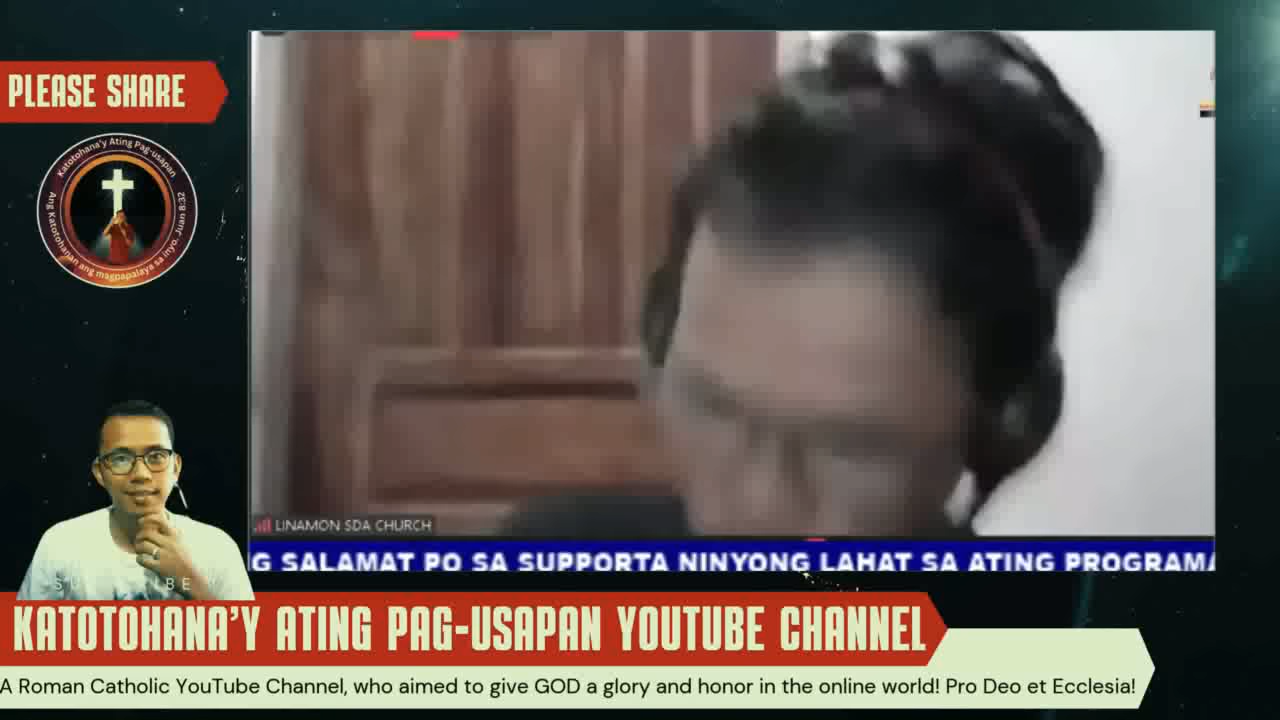 PLEASE SHARE
Katotohana'y Ating Pag-usapan
Ang Katotohanan ang magpapalaya sa inyo. Juan 8:32
LINAMON SDA CHURCH
G SALAMAT PO SA SUPPORTA NINYONG LAHAT SA ATING PROGRAMA
KATOTOHANA'Y ATING PAG-USAPAN YOUTUBE CHANNEL
A Roman Catholic YouTube Channel, who aimed to give GOD a glory and honor in the online world! Pro Deo et Ecclesia!